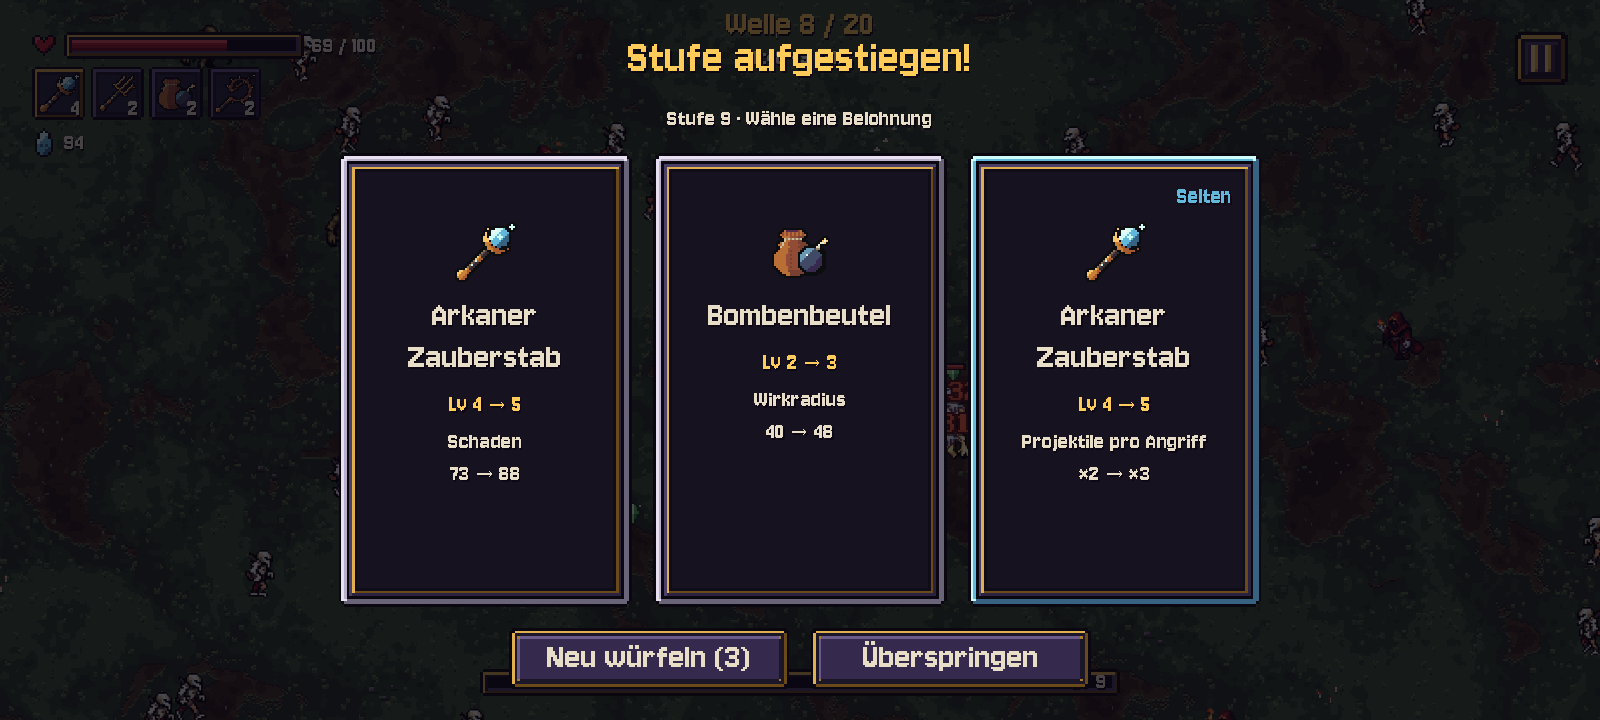 Welle 8 / 20
69 / 100
Stufe aufgestiegen!
4
2
2
2
94
Stufe 9 · Wähle eine Belohnung
Arkaner
Zauberstab
Lv 4 → 5
Schaden
73 → 88
Bombenbeutel
Lv 2 → 3
Wirkradius
40 → 48
Selten
Arkaner
Zauberstab
Lv 4 → 5
Projektile pro Angriff
×2 → ×3
Neu würfeln (3)
Überspringen
9